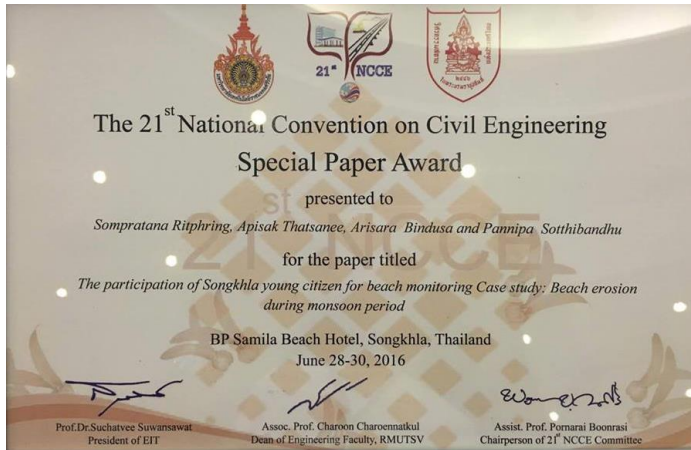 21st NCCE
The 21st National Convention on Civil Engineering
Special Paper Award
presented to
Sompratana Ritphring, Apisak Thatsanee, Arisara Bindusa and Pannipa Sotthibandhu
for the paper titled
The participation of Songkhla young citizen for beach monitoring Case study: Beach erosion
during monsoon period
BP Samila Beach Hotel, Songkhla, Thailand
June 28-30, 2016
Prof.Dr.Suchatvee Suwansawat
President of EIT
Assoc. Prof. Charoon Charoennatkul
Dean of Engineering Faculty, RMUTSV
Assist. Prof. Pornarai Boonrasi
Chairperson of 21st NCCE Committee
21st NCCE